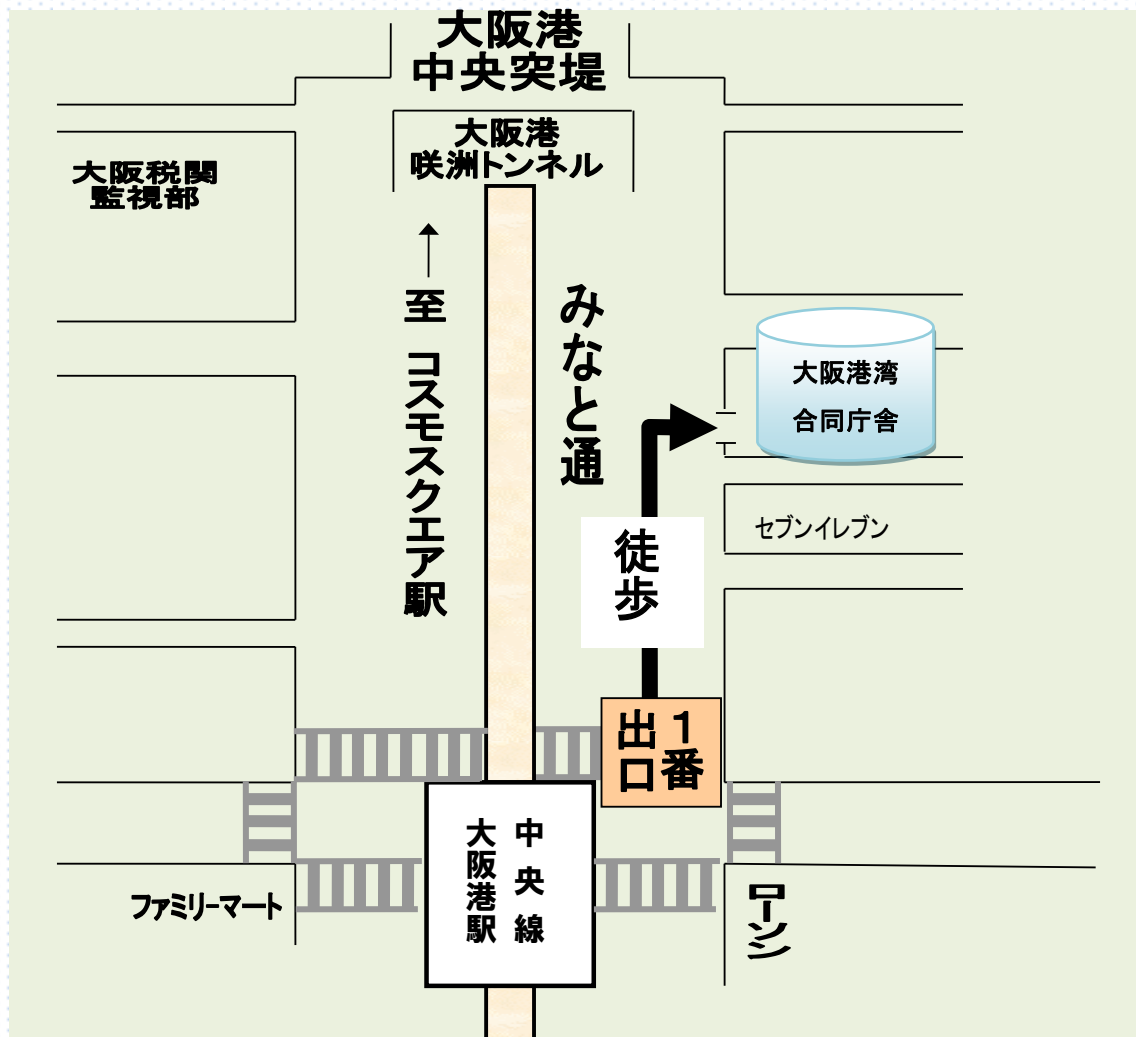 大阪港
中央突堤
大阪港
咲洲トンネル
大阪税関
監視部
至 コスモスクエア駅
みなと通
大阪港湾
合同庁舎
セブンイレブン
徒歩
1番
出口
中央線
大阪港駅
ファミリーマート
ローソン